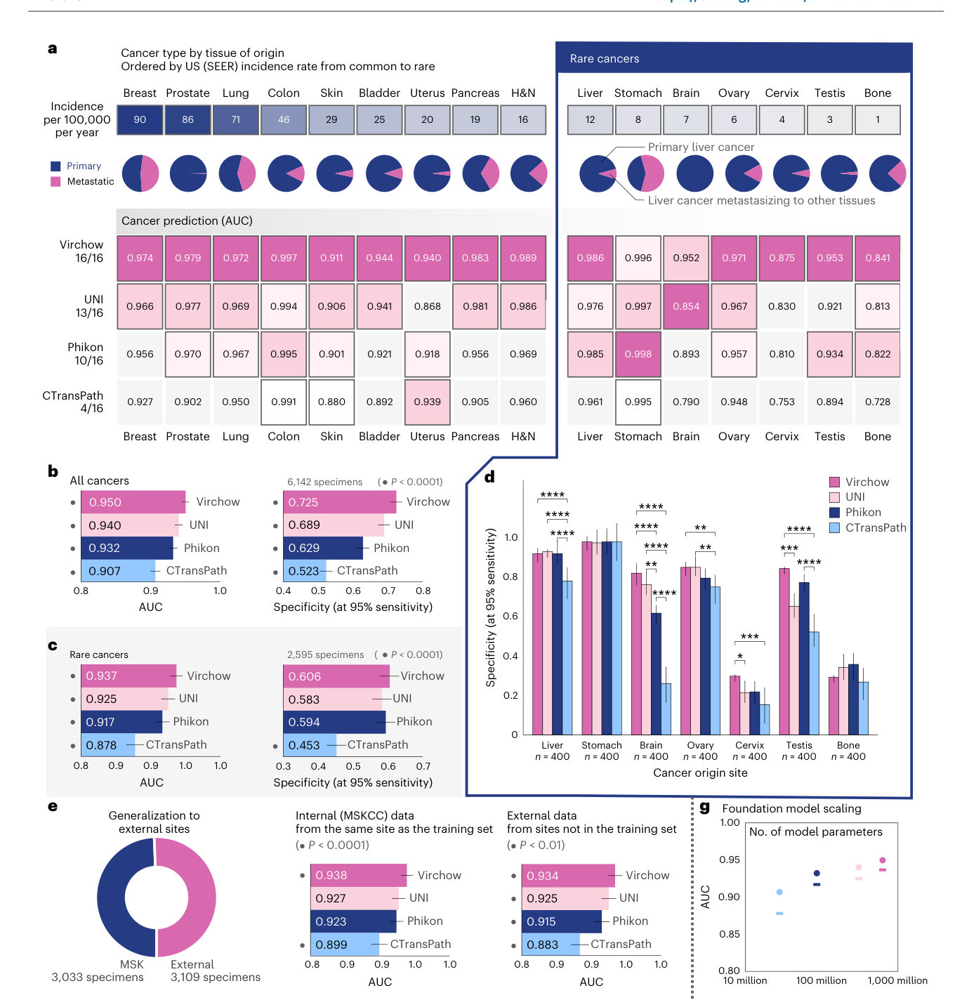 a
Cancer type by tissue of origin
Ordered by US (SEER) incidence rate from common to rare
Rare cancers
Breast Prostate Lung Colon Skin Bladder Uterus Pancreas H&N Liver Stomach Brain Ovary Cervix Testis Bone
Incidence
per 100,000
per year
90 86 71 46 29 25 20 19 16 12 8 7 6 4 3 1
Primary
Metastatic
Primary liver cancer
Liver cancer metastasizing to other tissues
Cancer prediction (AUC)
Virchow
16/16
0.974 0.979 0.972 0.997 0.911 0.944 0.940 0.983 0.989 0.986 0.996 0.952 0.971 0.875 0.953 0.841
UNI
13/16
0.966 0.977 0.969 0.994 0.906 0.941 0.868 0.981 0.986 0.976 0.997 0.854 0.967 0.830 0.921 0.813
Phikon
10/16
0.956 0.970 0.967 0.995 0.901 0.921 0.918 0.956 0.969 0.985 0.998 0.893 0.957 0.810 0.934 0.822
CTransPath
4/16
0.927 0.902 0.950 0.991 0.880 0.892 0.939 0.905 0.960 0.961 0.995 0.790 0.948 0.753 0.894 0.728
Breast Prostate Lung Colon Skin Bladder Uterus Pancreas H&N Liver Stomach Brain Ovary Cervix Testis Bone
b
All cancers
0.950 Virchow
0.940 UNI
0.932 Phikon
0.907 CTransPath
0.8 0.9 1.0
AUC
6,142 specimens (● P < 0.0001)
0.725 Virchow
0.689 UNI
0.629 Phikon
0.523 CTransPath
0.4 0.5 0.6 0.7 0.8
Specificity (at 95% sensitivity)
c
Rare cancers
0.937 Virchow
0.925 UNI
0.917 Phikon
0.878 CTransPath
0.8 0.9 0.9 1.0 1.0
AUC
2,595 specimens ( ● P < 0.0001)
0.606 Virchow
0.583 UNI
0.594 Phikon
0.453 CTransPath
0.3 0.4 0.5 0.6 0.7
Specificity (at 95% sensitivity)
d
Virchow
UNI
Phikon
CTransPath
Specificity (at 95% sensitivity)
1.0
0.8
0.6
0.4
0.2
0
****
****
****
****
****
****
**
****
**
**
***
*
****
***
****
Liver Stomach Brain Ovary Cervix Testis Bone
n = 400 n = 400 n = 400 n = 400 n = 400 n = 400 n = 400
Cancer origin site
e
Generalization to
external sites
MSK
3,033 specimens
External
3,109 specimens
Internal (MSKCC) data
from the same site as the training set
(● P < 0.0001)
0.938 Virchow
0.927 UNI
0.923 Phikon
0.899 CTransPath
0.8 0.9 0.9 1.0 1.0
AUC
External data
from sites not in the training set
(● P < 0.01)
0.934 Virchow
0.925 UNI
0.915 Phikon
0.883 CTransPath
0.8 0.9 0.9 1.0 1.0
AUC
g
Foundation model scaling
No. of model parameters
AUC
1.00
0.95
0.90
0.85
0.80
10 million 100 million 1,000 million